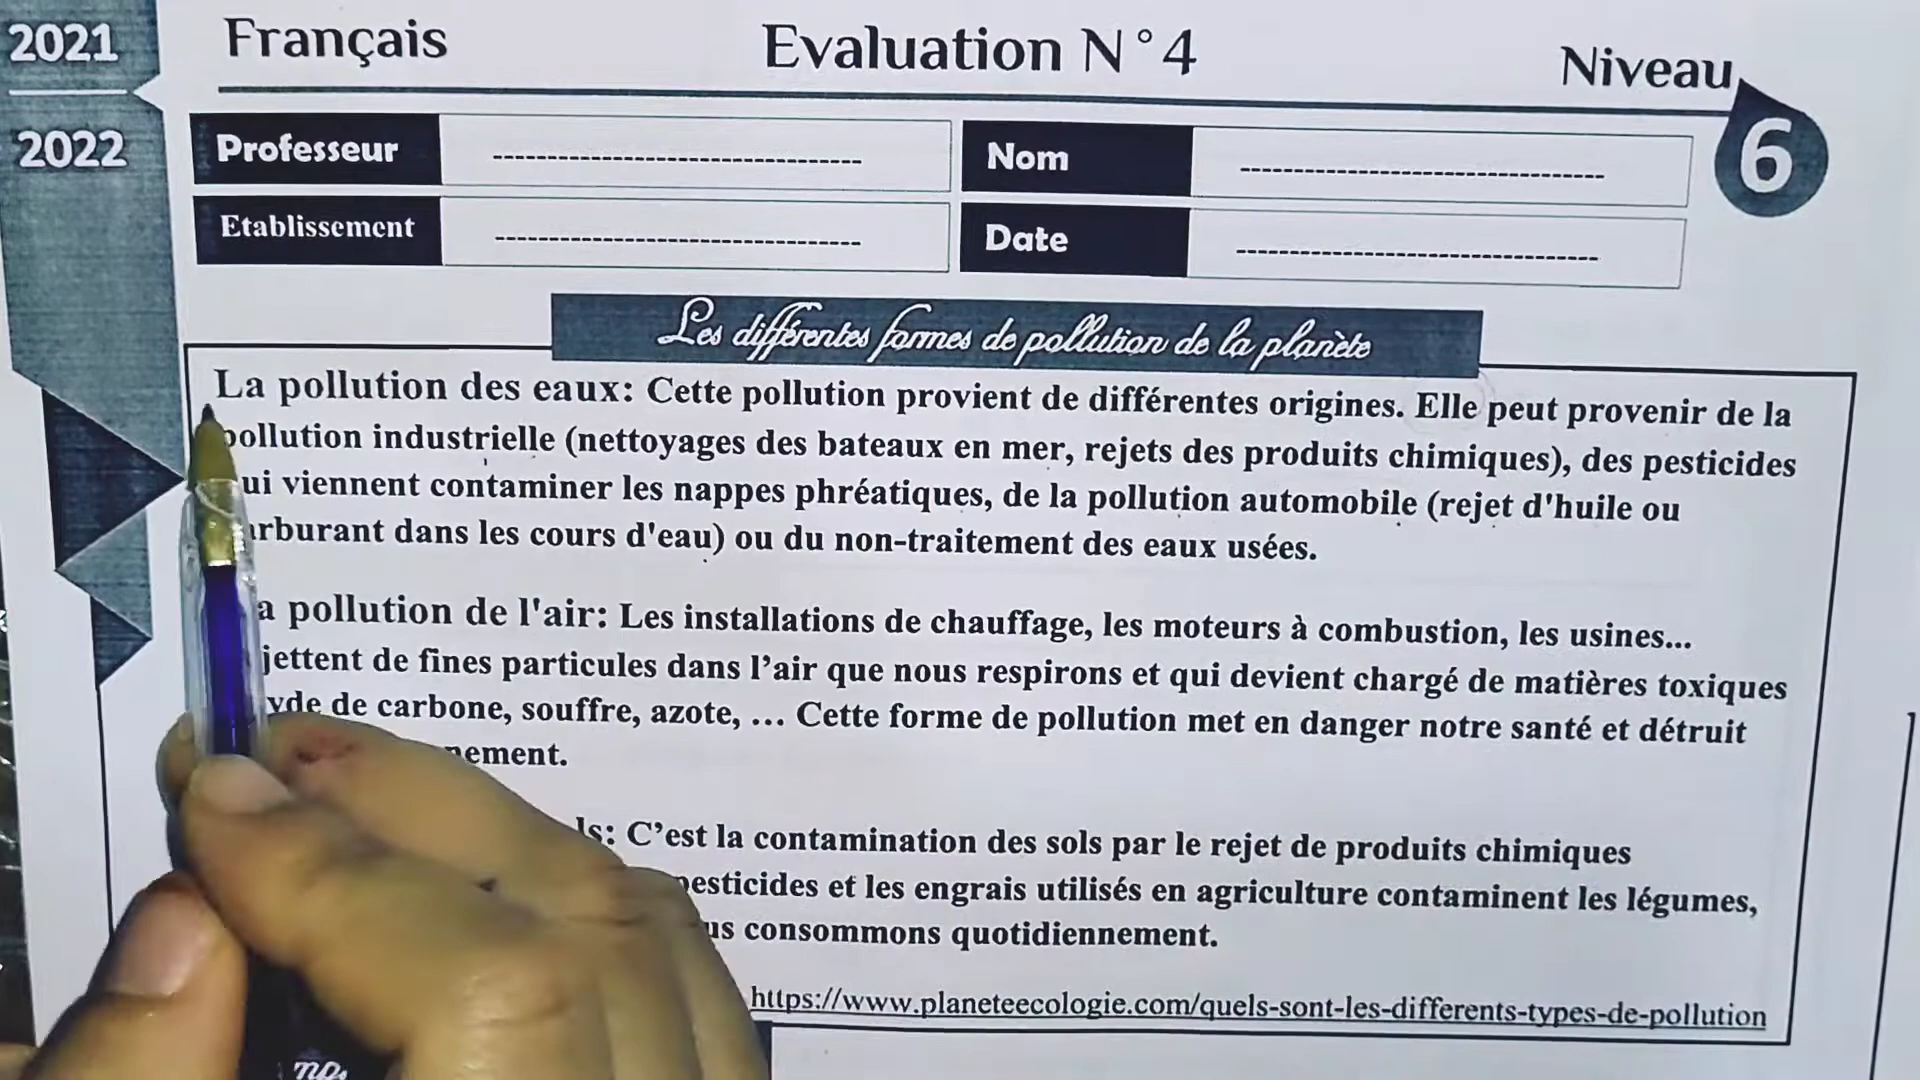 2021
2022
Français
Evaluation N°4
Niveau
6
Professeur --------------------------------
Nom --------------------------------
Etablissement --------------------------------
Date --------------------------------
Les différentes formes de pollution de la planète
La pollution des eaux: Cette pollution provient de différentes origines. Elle peut provenir de la
pollution industrielle (nettoyages des bateaux en mer, rejets des produits chimiques), des pesticides
viennent contaminer les nappes phréatiques, de la pollution automobile (rejet d'huile ou
dans les cours d'eau) ou du non-traitement des eaux usées.
pollution de l'air: Les installations de chauffage, les moteurs à combustion, les usines...
de fines particules dans l’air que nous respirons et qui devient chargé de matières toxiques
de carbone, souffre, azote, ... Cette forme de pollution met en danger notre santé et détruit
C’est la contamination des sols par le rejet de produits chimiques
pesticides et les engrais utilisés en agriculture contaminent les légumes,
consommons quotidiennement.
https://www.planeteecologie.com/quels-sont-les-differents-types-de-pollution